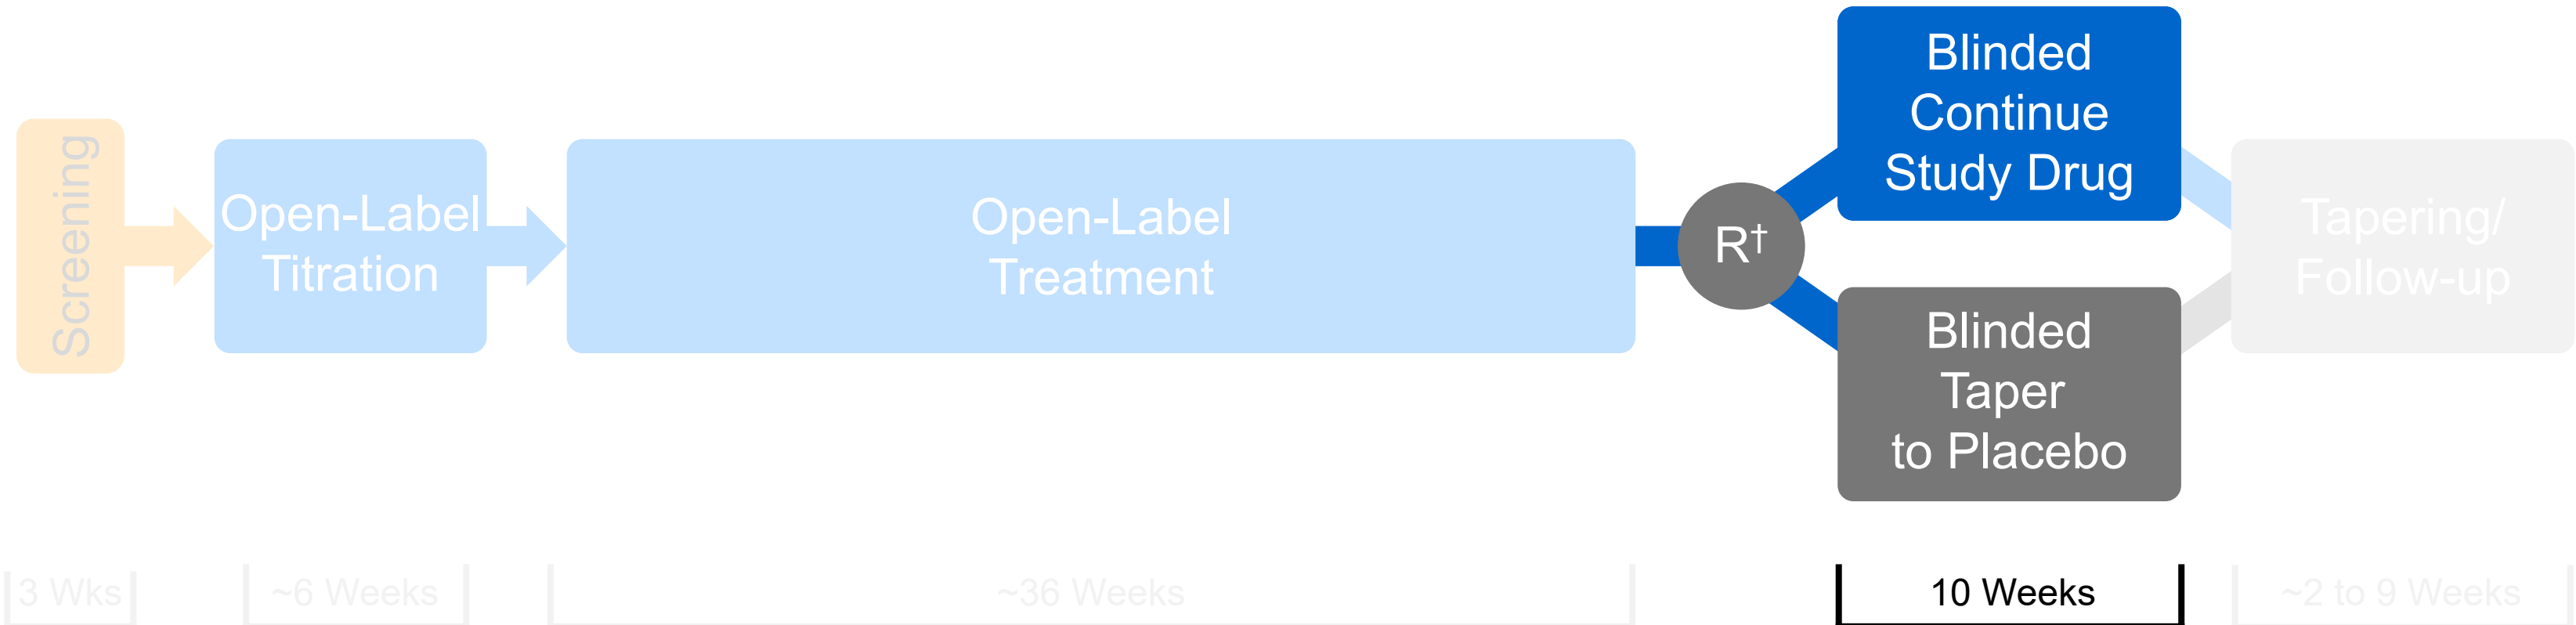 Screening
Open-Label
Titration
Open-Label
Treatment
R†
Blinded
Continue
Study Drug
Blinded
Taper
to Placebo
Tapering/
Follow-up
3 Wks
~6 Weeks
~36 Weeks
10 Weeks
~2 to 9 Weeks